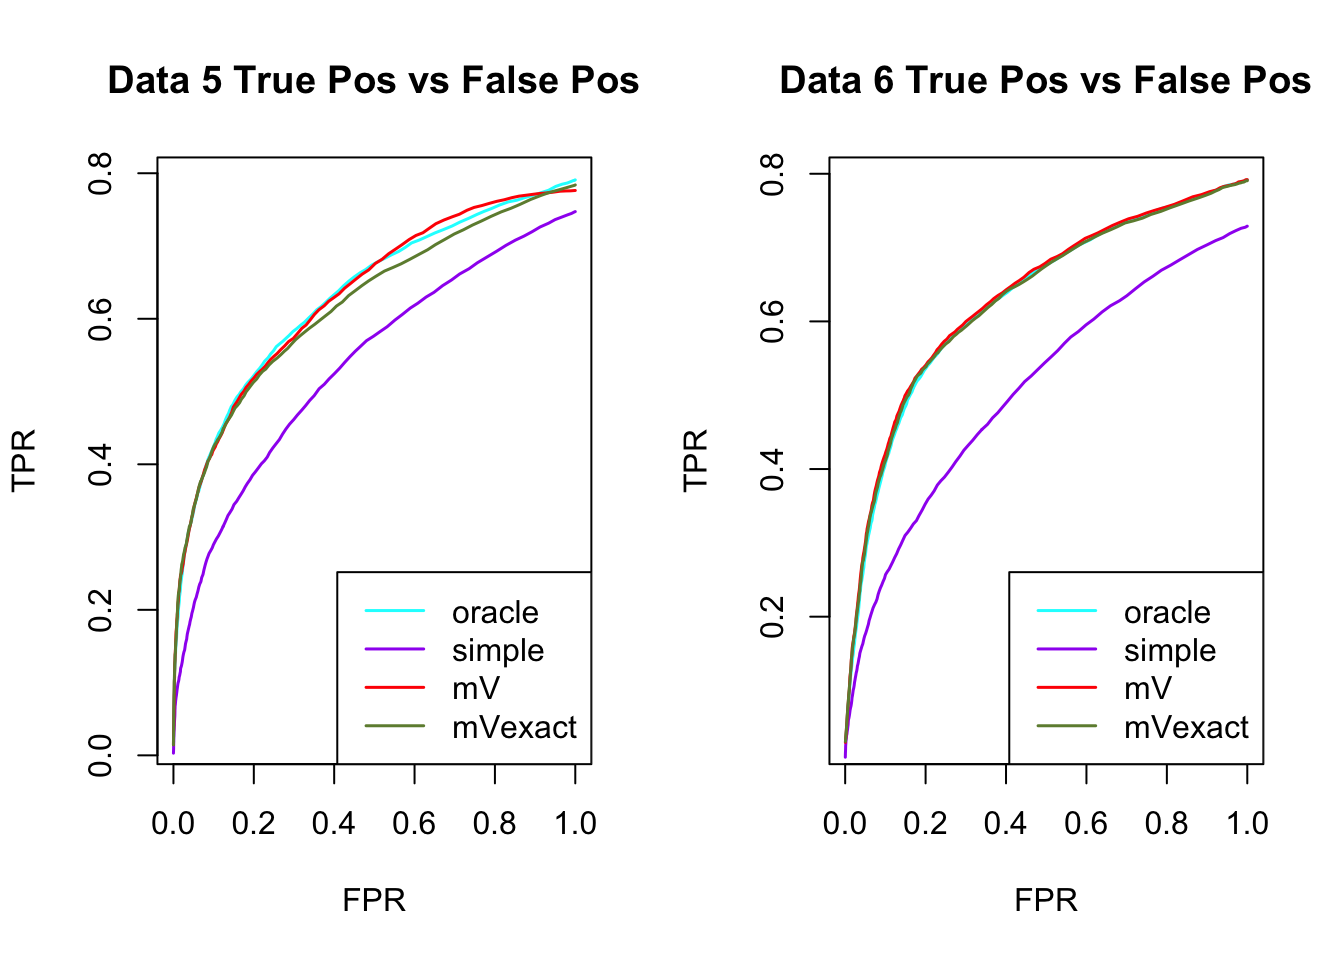 Data 5 True Pos vs False Pos
TPR
0.8
0.6
0.4
0.2
0.0
oracle
simple
mV
mVexact
0.0 0.2 0.4 0.6 0.8 1.0
FPR
Data 6 True Pos vs False Pos
TPR
0.8
0.6
0.4
0.2
oracle
simple
mV
mVexact
0.0 0.2 0.4 0.6 0.8 1.0
FPR